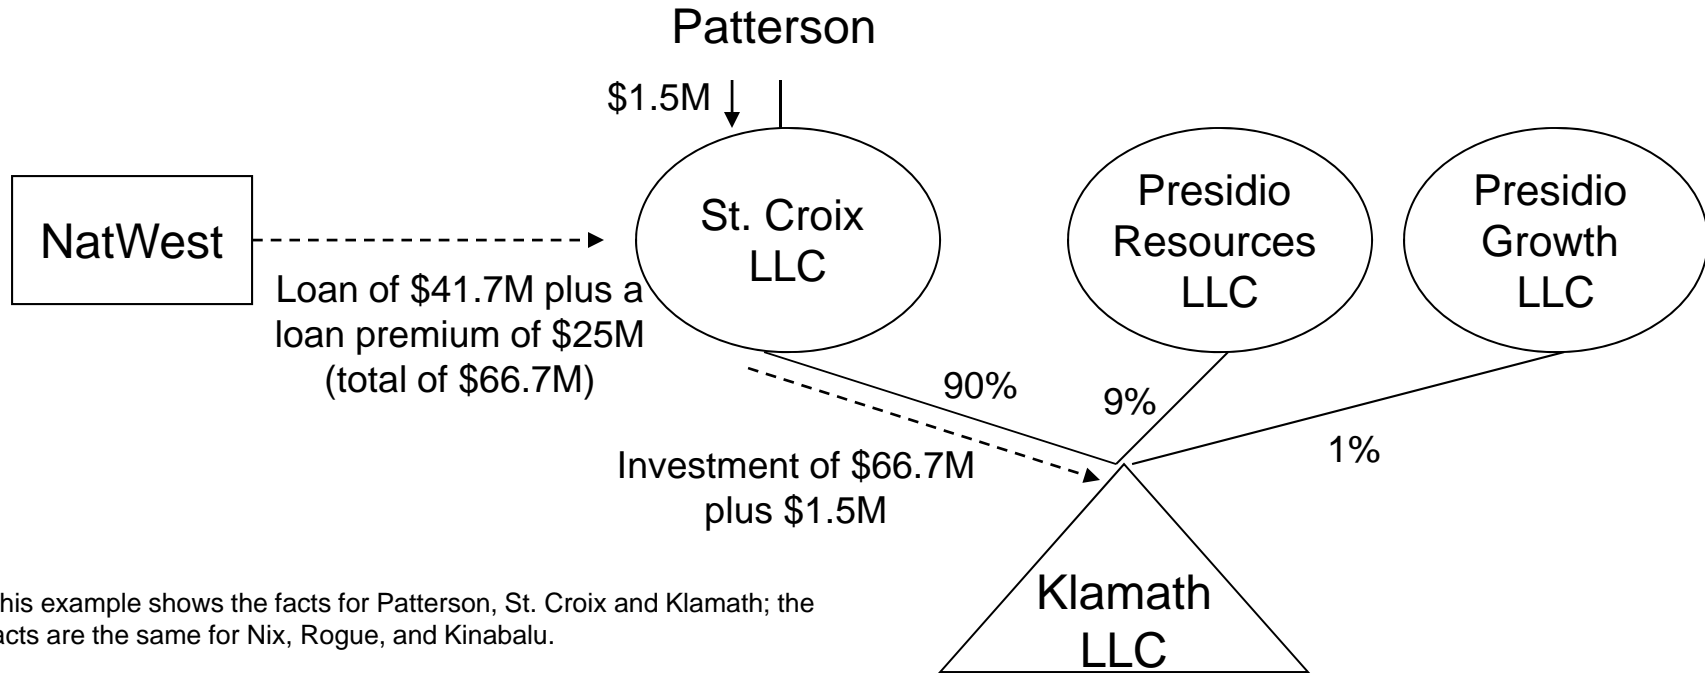 Patterson
$1.5M
NatWest
St. Croix
LLC
Presidio
Resources
LLC
Presidio
Growth
LLC
Loan of $41.7M plus a
loan premium of $25M
(total of $66.7M)
90%
9%
1%
Investment of $66.7M
plus $1.5M
Klamath
LLC
his example shows the facts for Patterson, St. Croix and Klamath; the
acts are the same for Nix, Rogue, and Kinabalu.